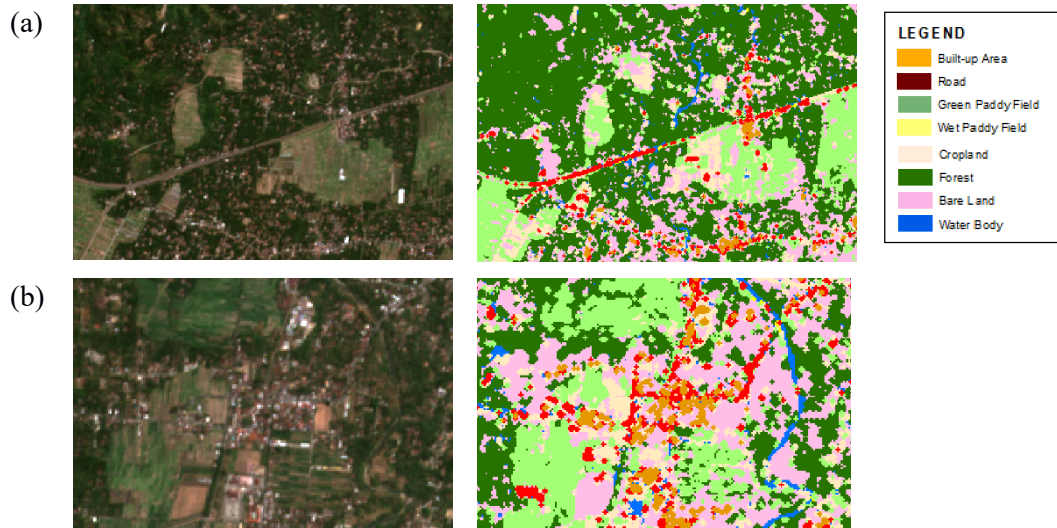 (a)
LEGEND
Built-up Area
Road
Green Paddy Field
Wet Paddy Field
Cropland
Forest
Bare Land
Water Body
(b)